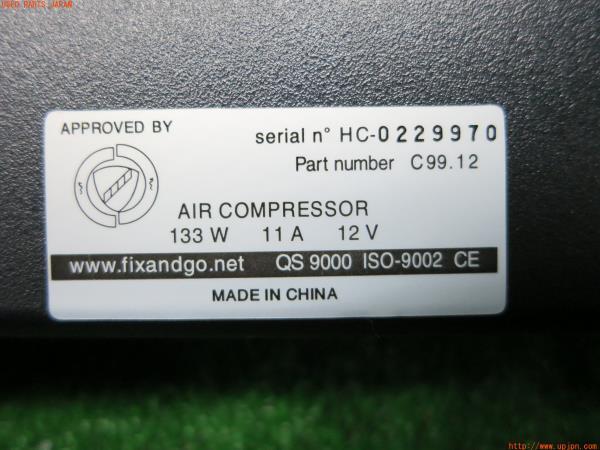 USED PARTS JAPAN
APPROVED BY
serial n° HC-0229970
Part number C99.12
AIR COMPRESSOR
133 W 11 A 12 V
www.fixandgo.net QS 9000 ISO-9002 CE
MADE IN CHINA
http://www.upjpn.com